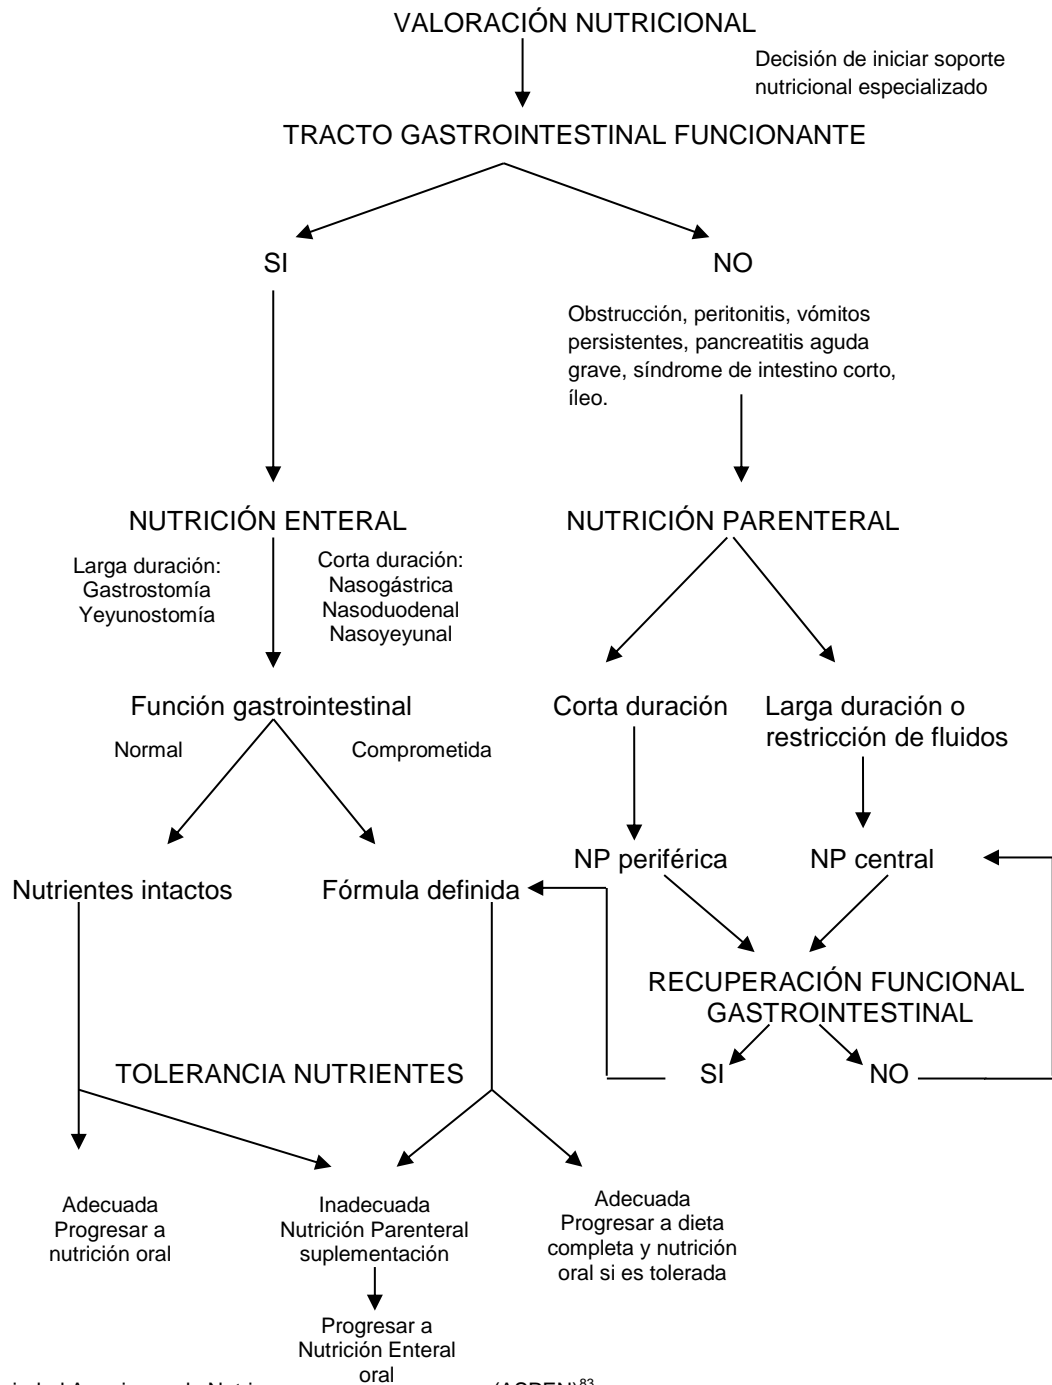 VALORACIÓN NUTRICIONAL
Decisión de iniciar soporte
nutricional especializado
TRACTO GASTROINTESTINAL FUNCIONANTE
SI
NO
Obstrucción, peritonitis, vómitos
persistentes, pancreatitis aguda
grave, síndrome de intestino corto,
íleo.
NUTRICIÓN ENTERAL
Larga duración:
Gastrostomía
Yeyunostomía
Corta duración:
Nasogástrica
Nasoduodenal
Nasoyeyunal
NUTRICIÓN PARENTERAL
Función gastrointestinal
Normal
Comprometida
Corta duración
Larga duración o
restricción de fluidos
NP periférica
NP central
Nutrientes intactos
Fórmula definida
RECUPERACIÓN FUNCIONAL
GASTROINTESTINAL
SI
NO
TOLERANCIA NUTRIENTES
Adecuada
Progresar a
nutrición oral
Inadecuada
Nutrición Parenteral
suplementación
Adecuada
Progresar a dieta
completa y nutrición
oral si es tolerada
Progresar a
Nutrición Enteral
oral
(ASPEN)83